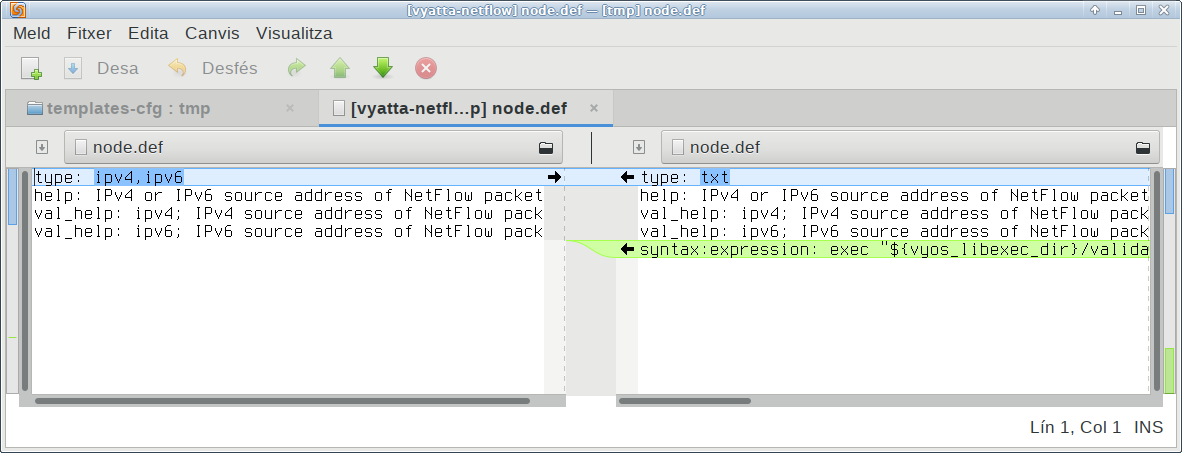 [vyatta-netflow] node.def — [tmp] node.def
Meld Fitxer Edita Canvis Visualitza
Desa Desfés
templates-cfg : tmp × [vyatta-netfl…p] node.def ×
node.def node.def
type: ipv4,ipv6
help: IPv4 or IPv6 source address of NetFlow packet
val_help: ipv4; IPv4 source address of NetFlow pack
val_help: ipv6; IPv6 source address of NetFlow pack
type: txt
help: IPv4 or IPv6 source address of NetFlow packet
val_help: ipv4; IPv4 source address of NetFlow pack
val_help: ipv6; IPv6 source address of NetFlow pack
syntax:expression: exec "${vyos_libexec_dir}/valida
Lín 1, Col 1 INS